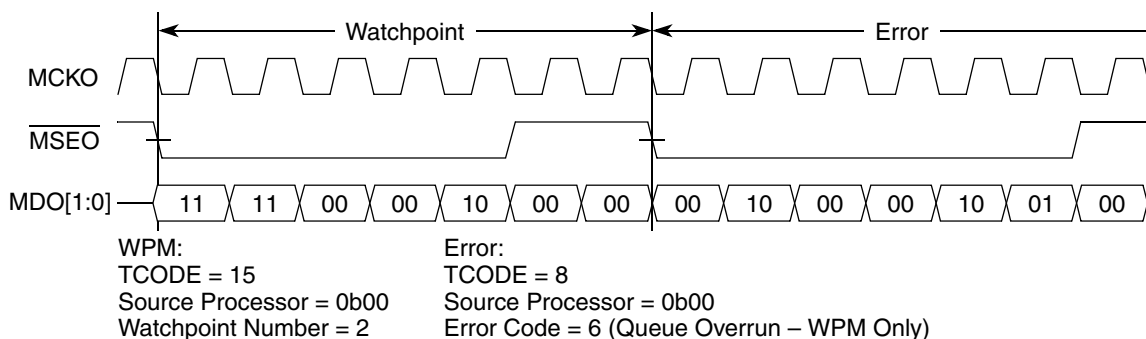 Watchpoint Error
MCKO
MSEO
MDO[1:0] 11 11 00 00 10 00 00 00 10 00 00 10 01 00
WPM: Error:
TCODE = 15 TCODE = 8
Source Processor = 0b00 Source Processor = 0b00
Watchpoint Number = 2 Error Code = 6 (Queue Overrun – WPM Only)